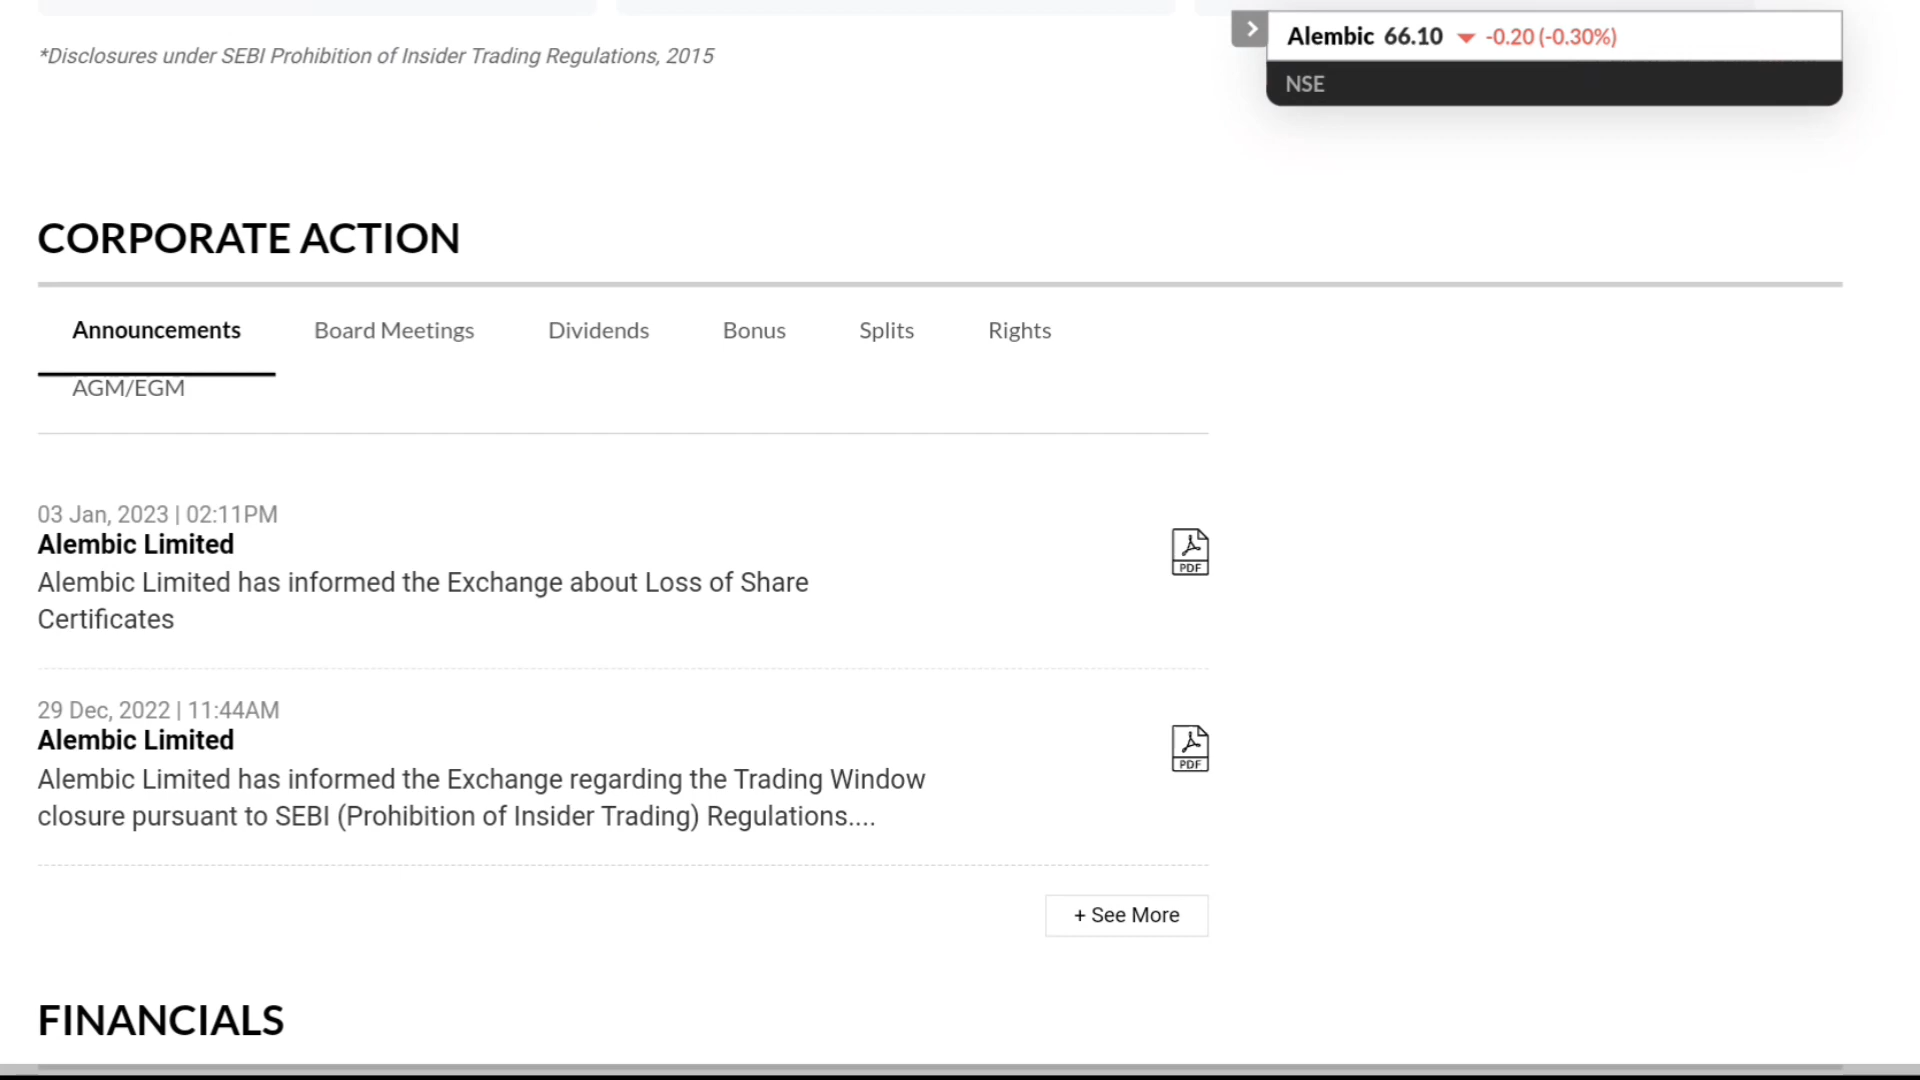 *Disclosures under SEBI Prohibition of Insider Trading Regulations, 2015
Alembic 66.10 -0.20 (-0.30%)
NSE
CORPORATE ACTION
Announcements Board Meetings Dividends Bonus Splits Rights
AGM/EGM
03 Jan, 2023 | 02:11PM
Alembic Limited
Alembic Limited has informed the Exchange about Loss of Share
Certificates
PDF
29 Dec, 2022 | 11:44AM
Alembic Limited
Alembic Limited has informed the Exchange regarding the Trading Window
closure pursuant to SEBI (Prohibition of Insider Trading) Regulations....
PDF
+ See More
FINANCIALS